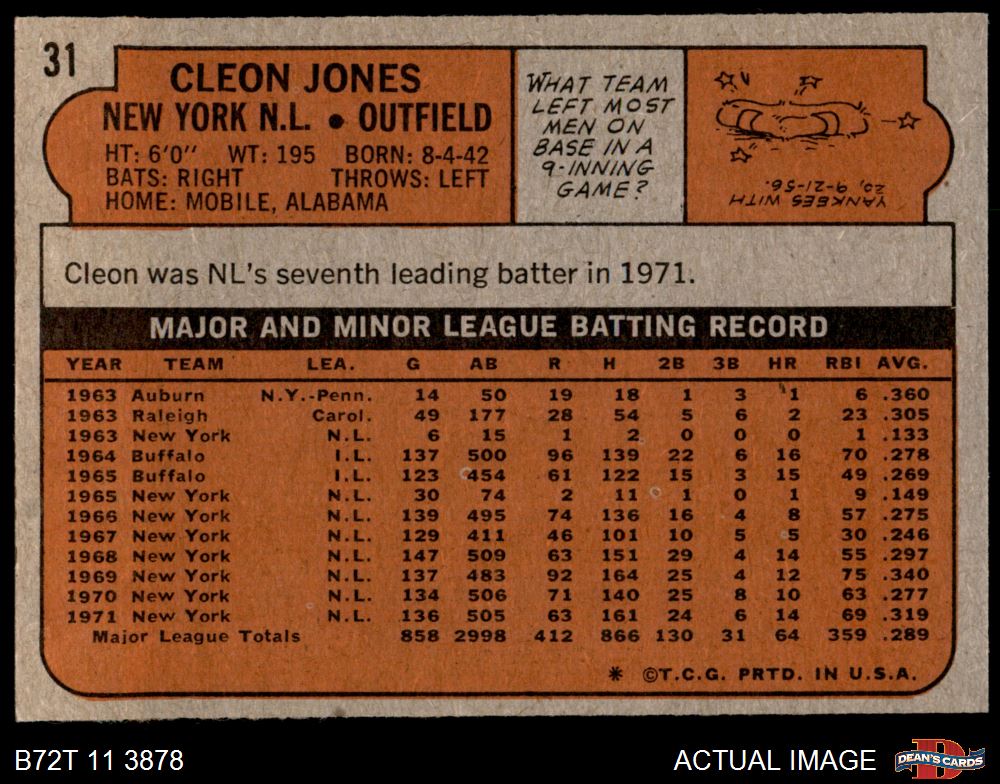 31
CLEON JONES
NEW YORK N.L. • OUTFIELD
HT: 6'0" WT: 195 BORN: 8-4-42
BATS: RIGHT THROWS: LEFT
HOME: MOBILE, ALABAMA
WHAT TEAM
LEFT MOST
MEN ON
BASE IN A
9-INNING
GAME?
YANKEES WITH
20, 9-21-56.
Cleon was NL's seventh leading batter in 1971.
MAJOR AND MINOR LEAGUE BATTING RECORD
YEAR TEAM LEA. G AB R H 2B 3B HR RBI AVG.
1963 Auburn N.Y.-Penn. 14 50 19 18 1 3 1 6 .360
1963 Raleigh Carol. 49 177 28 54 5 6 2 23 .305
1963 New York N.L. 6 15 1 2 0 0 0 1 .133
1964 Buffalo I.L. 137 500 96 139 22 6 16 70 .278
1965 Buffalo I.L. 123 454 61 122 15 3 15 49 .269
1965 New York N.L. 30 74 2 11 1 0 1 9 .149
1966 New York N.L. 139 495 74 136 16 4 8 57 .275
1967 New York N.L. 129 411 46 101 10 5 5 30 .246
1968 New York N.L. 147 509 63 151 29 4 14 55 .297
1969 New York N.L. 137 483 92 164 25 4 12 75 .340
1970 New York N.L. 134 506 71 140 25 8 10 63 .277
1971 New York N.L. 136 505 63 161 24 6 14 69 .319
Major League Totals 858 2998 412 866 130 31 64 359 .289
* ©T.C.G. PRTD. IN U.S.A.
B72T 11 3878
ACTUAL IMAGE
DEAN'S CARDS